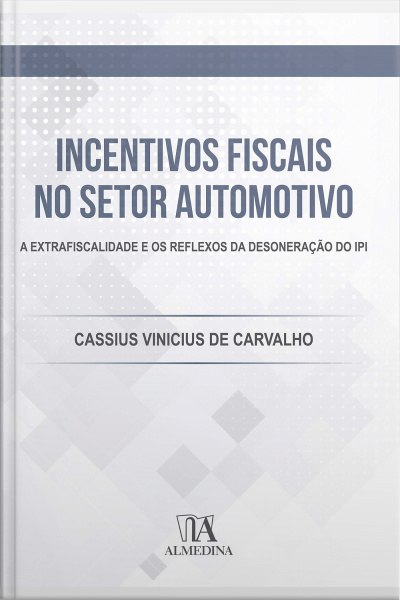 INCENTIVOS FISCAIS
NO SETOR AUTOMOTIVO
A EXTRAFISCALIDADE E OS REFLEXOS DA DESONERAÇÃO DO IPI
CASSIUS VINICIUS DE CARVALHO
ALMEDINA